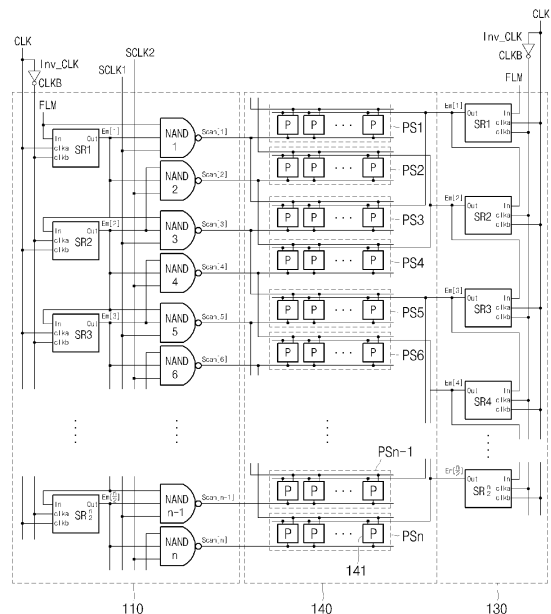 CLK
CLK
Inv_CLK
CLKB
SCLK2
SCLK1
Inv_CLK
CLKB
FLM
FLM
In Out
clka
clkb
SR1
Em[1]
NAND
1
Scan[1]
P P P · · · P
PS1
Em[1]
Out In
SR1
clka
clkb
NAND
2
Scan[2]
P P P · · · P
PS2
In Out
clka
clkb
SR2
Em[2]
NAND
3
Scan[3]
P P P · · · P
PS3
Em[2]
Out In
SR2
clka
clkb
NAND
4
Scan[4]
P P P · · · P
PS4
In Out
clka
clkb
SR3
Em[3]
NAND
5
Scan[5]
P P P · · · P
PS5
Em[3]
Out In
SR3
clka
clkb
NAND
6
Scan[6]
P P P · · · P
PS6
Em[4]
Out In
SR4
clka
clkb
PSn-1
In Out
clka
clkb
SR n/2
NAND
n-1
Scan[n-1]
P P P · · · P
Out In
SR n/2
clka
clkb
NAND
n
Scan[n]
P P P · · · P
PSn
141
110
140
130